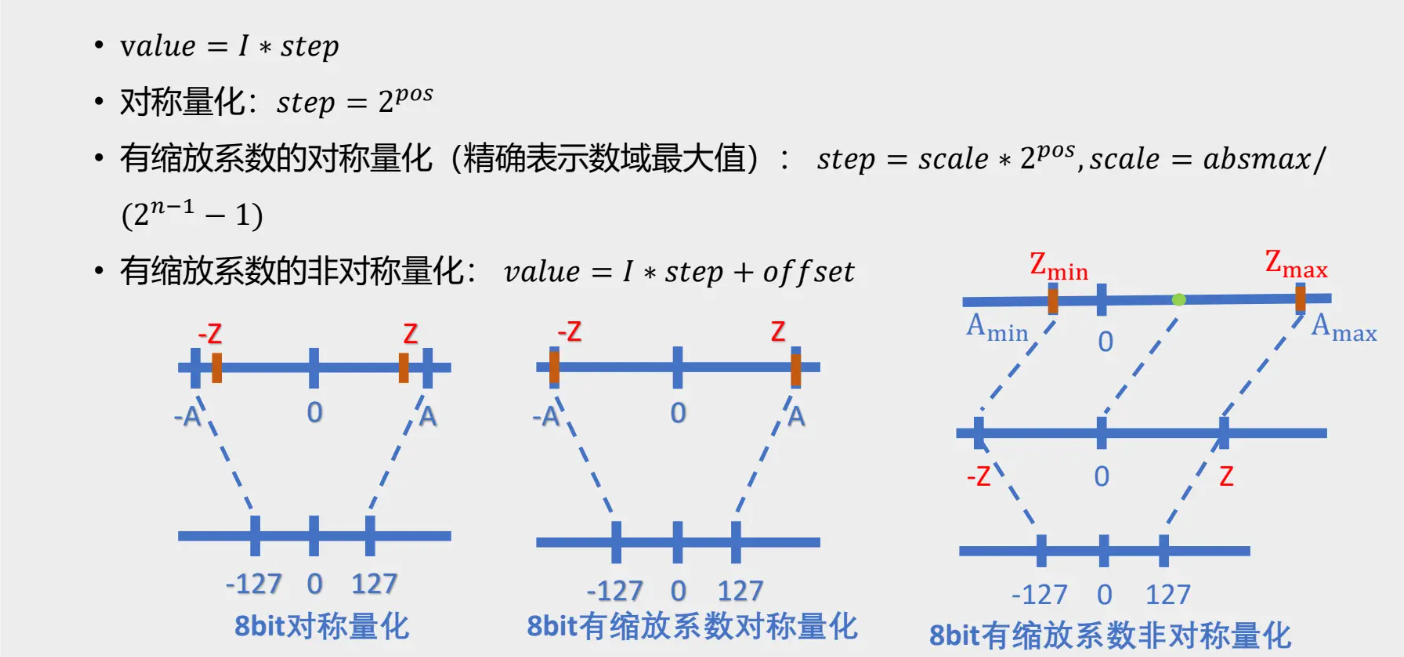 • value = I * step
• 对称量化：step = 2^{pos}
• 有缩放系数的对称量化（精确表示数域最大值）： step = scale * 2^{pos}, scale = absmax/
(2^{n−1} − 1)
• 有缩放系数的非对称量化： value = I * step + offset
-Z Z
-A 0 A
-127 0 127
8bit对称量化
-Z Z
-A 0 A
-127 0 127
8bit有缩放系数对称量化
Z_{min} Z_{max}
A_{min} 0 A_{max}
-Z 0 Z
-127 0 127
8bit有缩放系数非对称量化